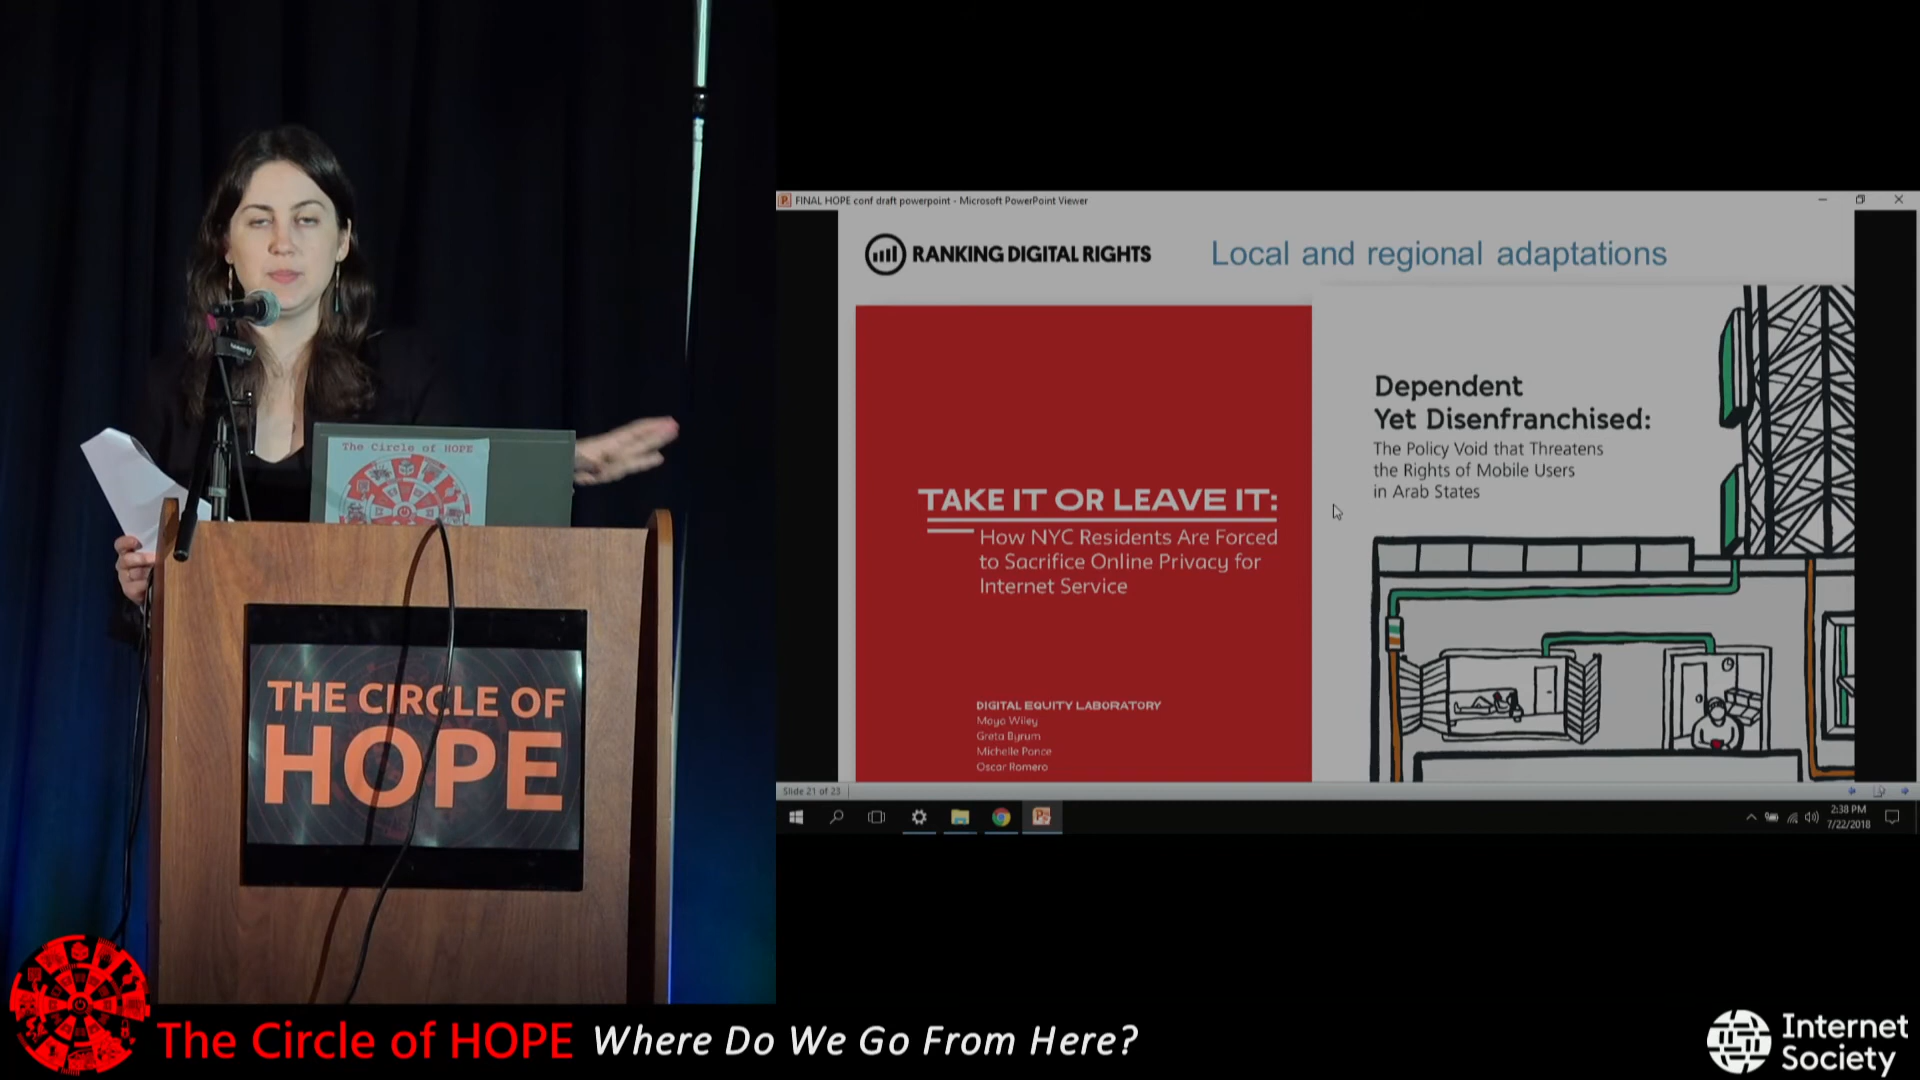 The Circle of HOPE
THE CIRCLE OF
HOPE
FINAL HOPE conf draft powerpoint - Microsoft PowerPoint Viewer
RANKING DIGITAL RIGHTS
Local and regional adaptations
TAKE IT OR LEAVE IT:
How NYC Residents Are Forced
to Sacrifice Online Privacy for
Internet Service
DIGITAL EQUITY LABORATORY
Maya Wiley
Greta Byrum
Michelle Ponce
Oscar Romero
Dependent
Yet Disenfranchised:
The Policy Void that Threatens
the Rights of Mobile Users
in Arab States
Slide 21 of 23
2:38 PM
7/22/2018
The Circle of HOPE Where Do We Go From Here?
Internet
Society